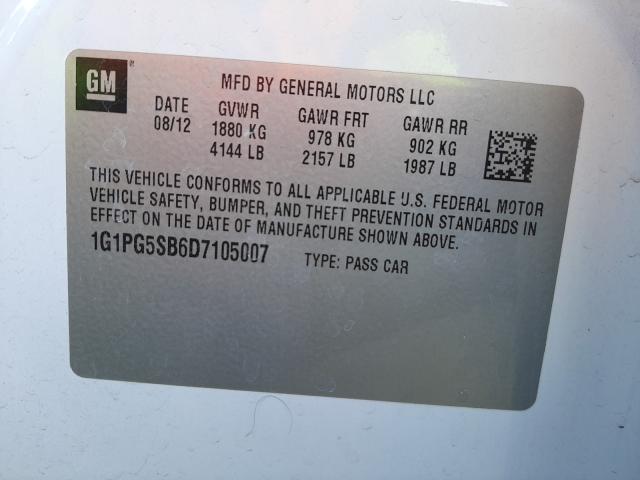 GM®
MFD BY GENERAL MOTORS LLC
DATE GVWR GAWR FRT GAWR RR
08/12 1880 KG 978 KG 902 KG
4144 LB 2157 LB 1987 LB
THIS VEHICLE CONFORMS TO ALL APPLICABLE U.S. FEDERAL MOTOR
VEHICLE SAFETY, BUMPER, AND THEFT PREVENTION STANDARDS IN
EFFECT ON THE DATE OF MANUFACTURE SHOWN ABOVE.
1G1PG5SB6D7105007 TYPE: PASS CAR